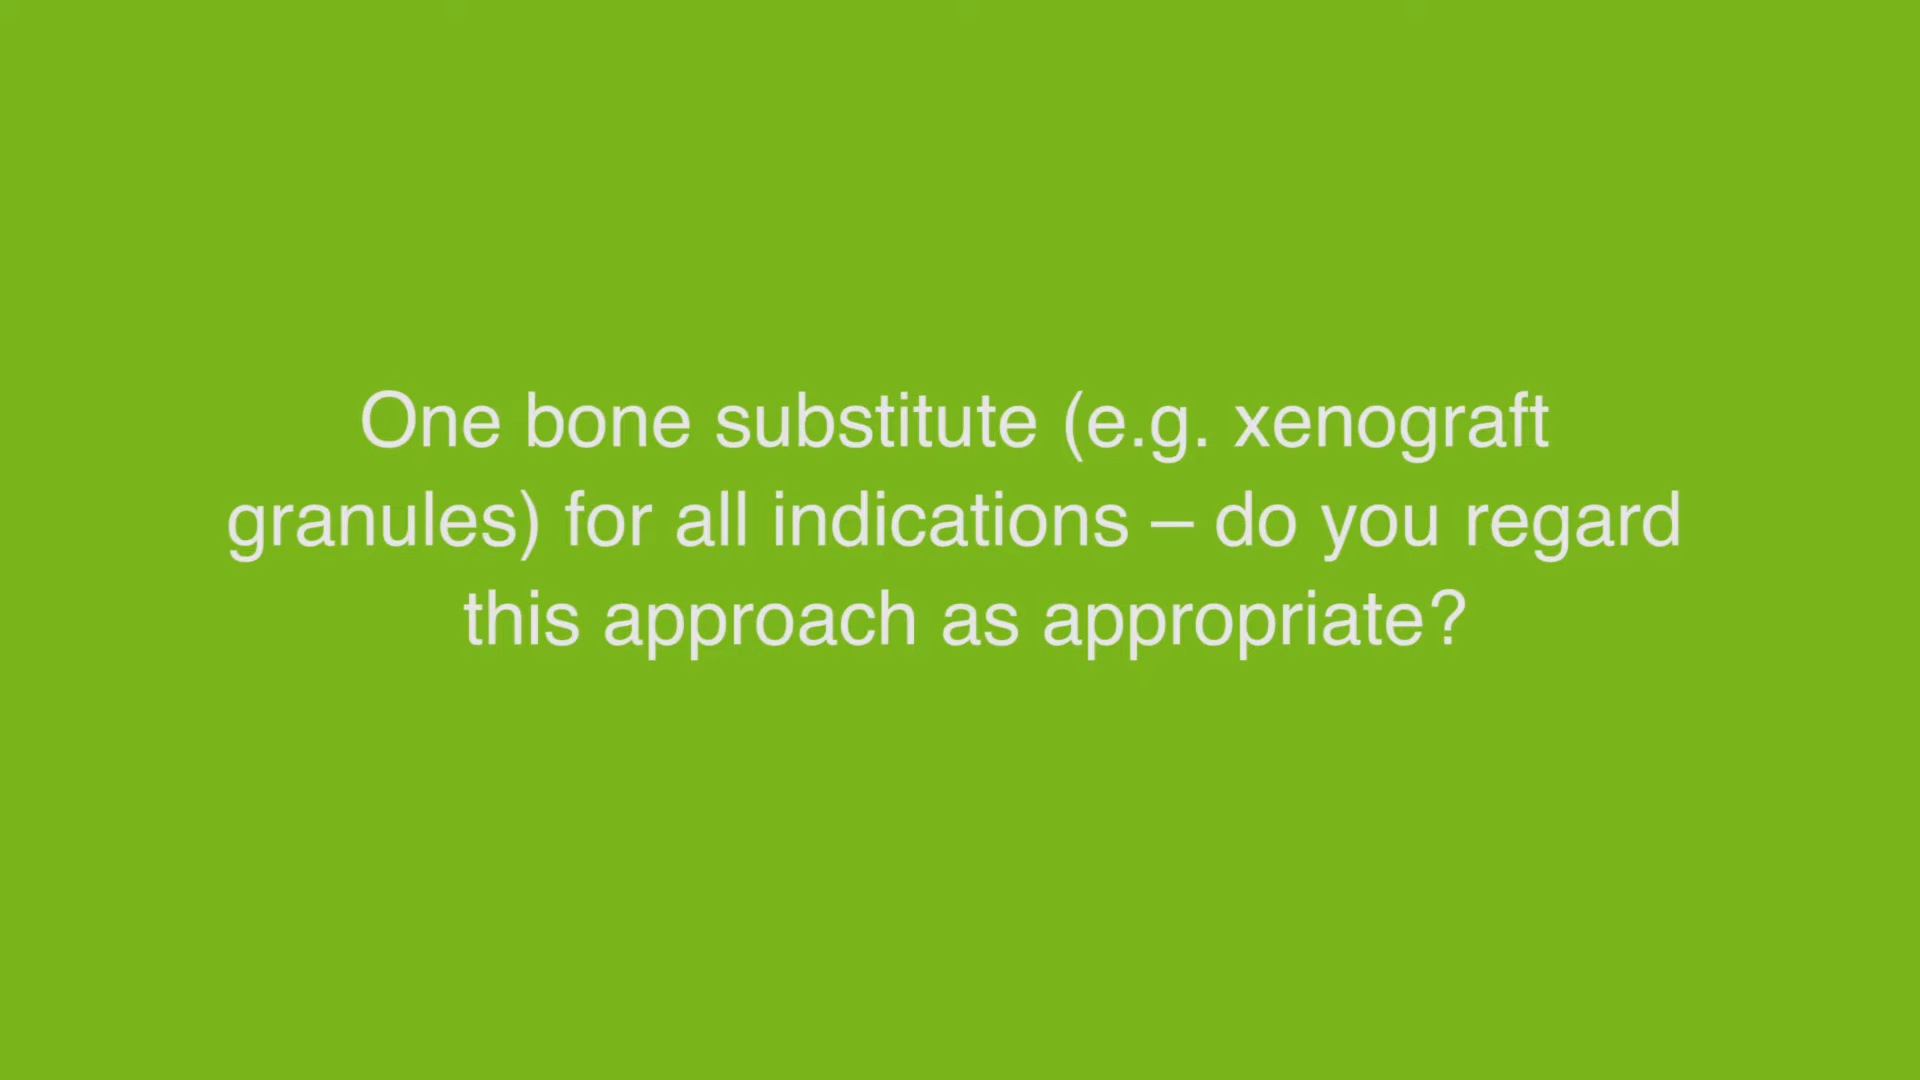 One bone substitute (e.g. xenograft
granules) for all indications – do you regard
this approach as appropriate?